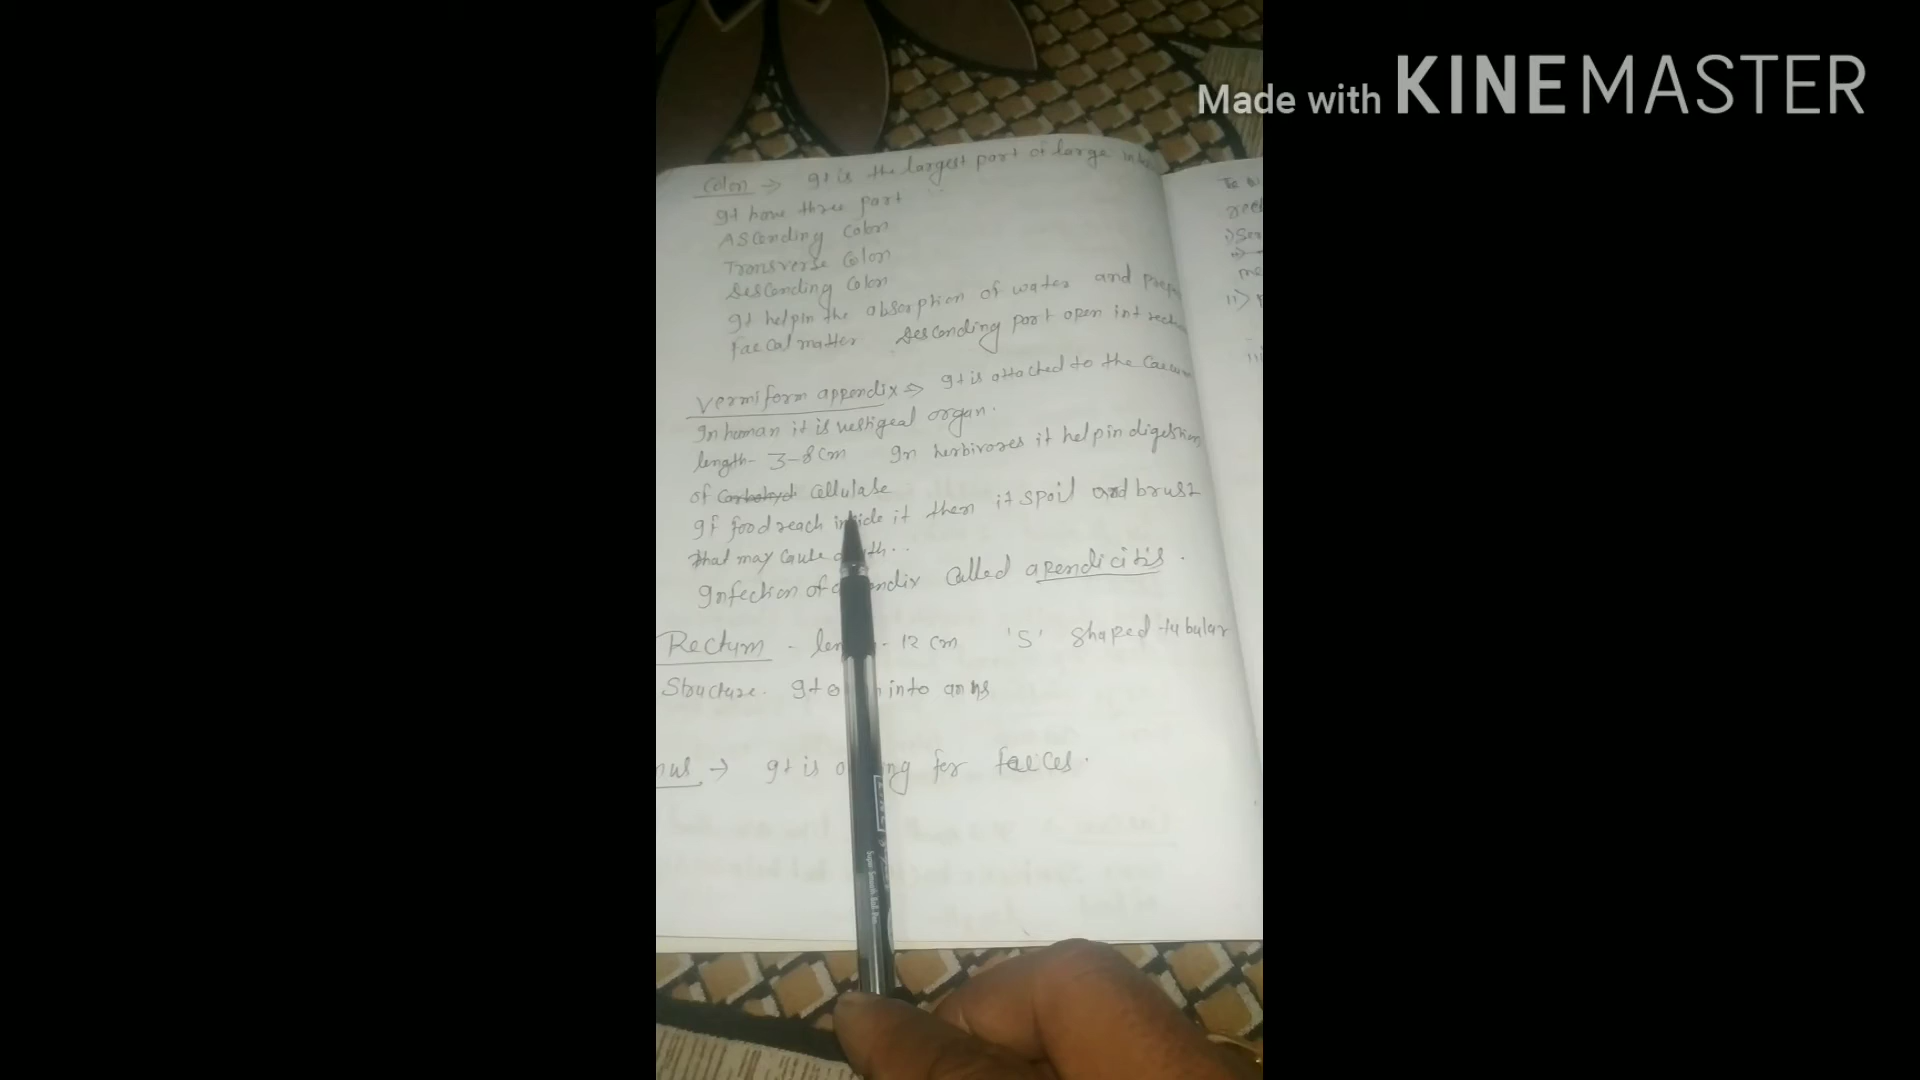 Made with KINEMASTER
Colon → It is the largest part of large
It have three part
AScending Colon
Transverse Colon
Descending Colon
It help in the absorption of water and
faecal matter Descending part open int
Vermiform appendix → It is attached to the
In human it is vestigeal organ.
length- 3-8 Cm In herbivores it help in digestion
of Carbohyd Cellulase
If food reach inside it then it spoil and brust
that may cause
Infection of called apendicitis.
Rectum - 12 cm 'S' shaped tubular
Structure. It into anus
It is for faeices.